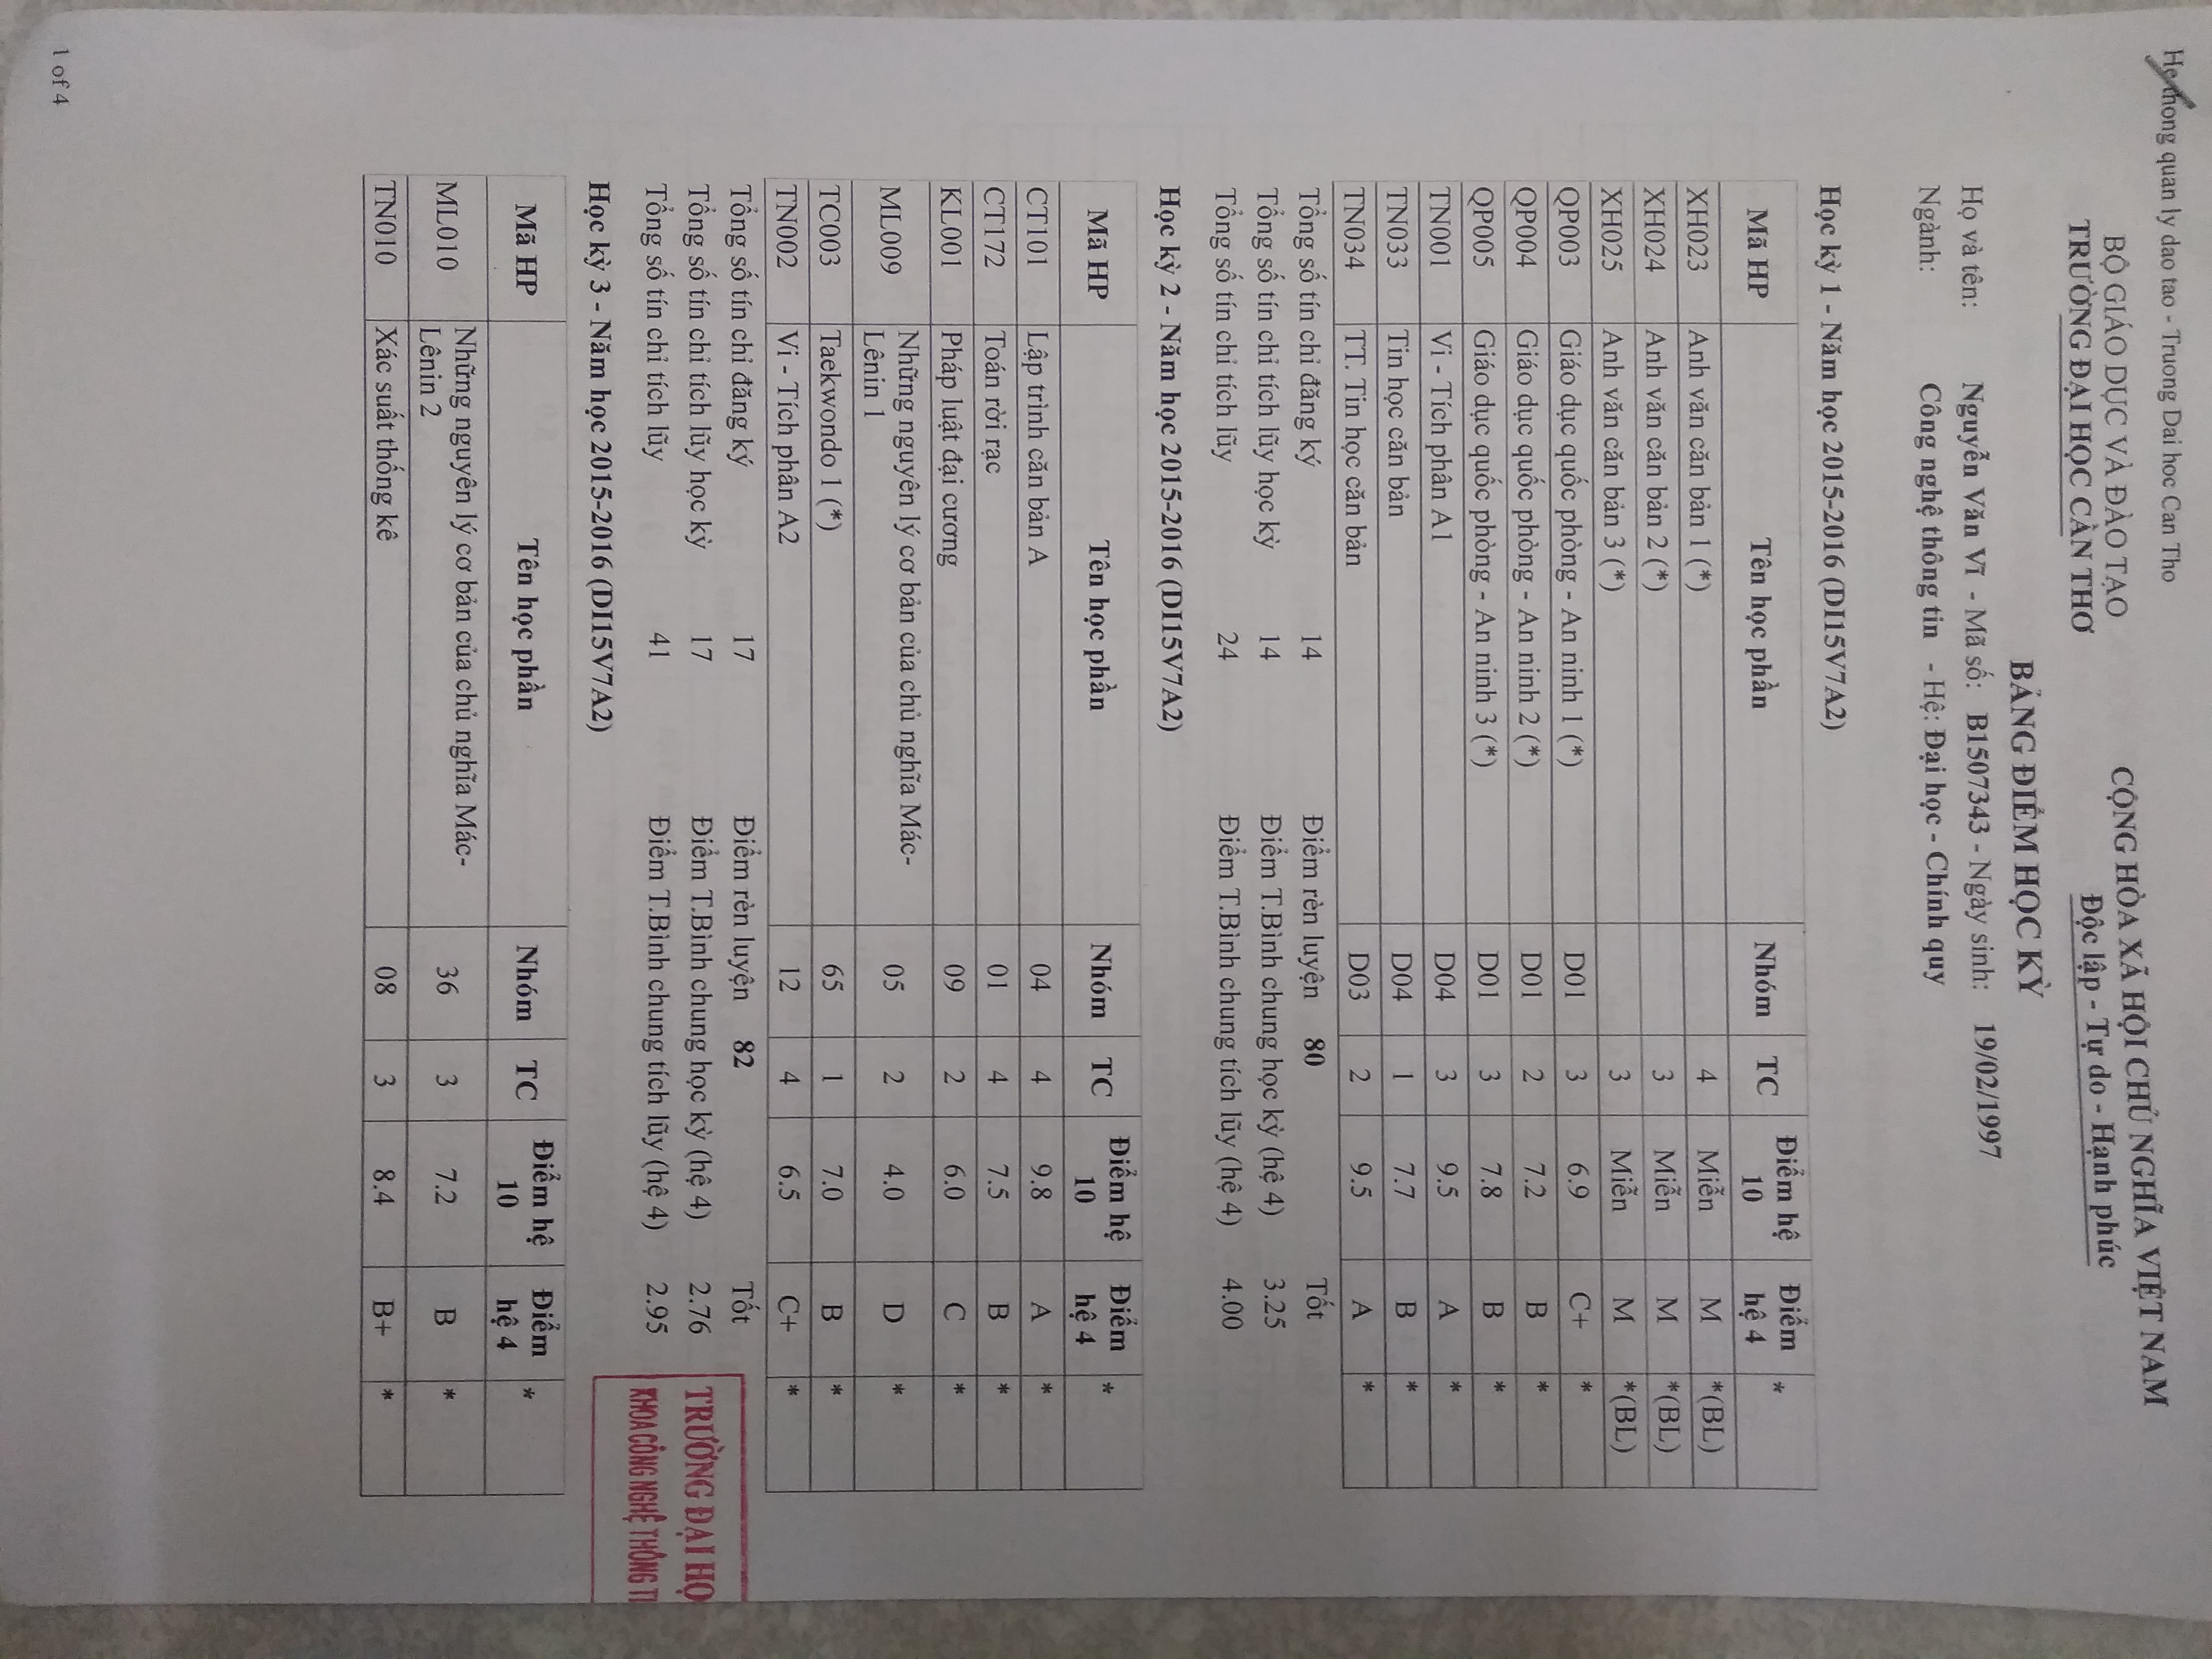 He thong quan ly dao tao - Truong Dai hoc Can Tho
BỘ GIÁO DỤC VÀ ĐÀO TẠO CỘNG HÒA XÃ HỘI CHỦ NGHĨA VIỆT NAM
TRƯỜNG ĐẠI HỌC CẦN THƠ Độc lập - Tự do - Hạnh phúc
BẢNG ĐIỂM HỌC KỲ
Họ và tên: Nguyễn Văn Vĩ - Mã số: B1507343 - Ngày sinh: 19/02/1997
Ngành: Công nghệ thông tin - Hệ: Đại học - Chính quy
Học kỳ 1 - Năm học 2015-2016 (DI15V7A2)
Mã HP Tên học phần Nhóm TC Điểm hệ 10 Điểm hệ 4 *
XH023 Anh văn căn bản 1 (*) 4 Miễn M *(BL)
XH024 Anh văn căn bản 2 (*) 3 Miễn M *(BL)
XH025 Anh văn căn bản 3 (*) 3 Miễn M *(BL)
QP003 Giáo dục quốc phòng - An ninh 1 (*) D01 3 6.9 C+ *
QP004 Giáo dục quốc phòng - An ninh 2 (*) D01 2 7.2 B *
QP005 Giáo dục quốc phòng - An ninh 3 (*) D01 3 7.8 B *
TN001 Vi - Tích phân A1 D04 3 9.5 A *
TN033 Tin học căn bản D04 1 7.7 B *
TN034 TT. Tin học căn bản D03 2 9.5 A *
Tổng số tín chỉ đăng ký 14 Điểm rèn luyện 80 Tốt
Tổng số tín chỉ tích lũy học kỳ 14 Điểm T.Bình chung học kỳ (hệ 4) 3.25
Tổng số tín chỉ tích lũy 24 Điểm T.Bình chung tích lũy (hệ 4) 4.00
Học kỳ 2 - Năm học 2015-2016 (DI15V7A2)
Mã HP Tên học phần Nhóm TC Điểm hệ 10 Điểm hệ 4 *
CT101 Lập trình căn bản A 04 4 9.8 A *
CT172 Toán rời rạc 01 4 7.5 B *
KL001 Pháp luật đại cương 09 2 6.0 C *
ML009 Những nguyên lý cơ bản của chủ nghĩa Mác- 05 2 4.0 D *
Lênin 1
TC003 Taekwondo 1 (*) 65 1 7.0 B *
TN002 Vi - Tích phân A2 12 4 6.5 C+ *
Tổng số tín chỉ đăng ký 17 Điểm rèn luyện 82 Tốt
Tổng số tín chỉ tích lũy học kỳ 17 Điểm T.Bình chung học kỳ (hệ 4) 2.76
Tổng số tín chỉ tích lũy 41 Điểm T.Bình chung tích lũy (hệ 4) 2.95
TRƯỜNG ĐẠI HỌ
KHOA CÔNG NGHỆ THÔNG TI
Học kỳ 3 - Năm học 2015-2016 (DI15V7A2)
Mã HP Tên học phần Nhóm TC Điểm hệ 10 Điểm hệ 4 *
ML010 Những nguyên lý cơ bản của chủ nghĩa Mác- 36 3 7.2 B *
Lênin 2
TN010 Xác suất thống kê 08 3 8.4 B+ *
1 of 4